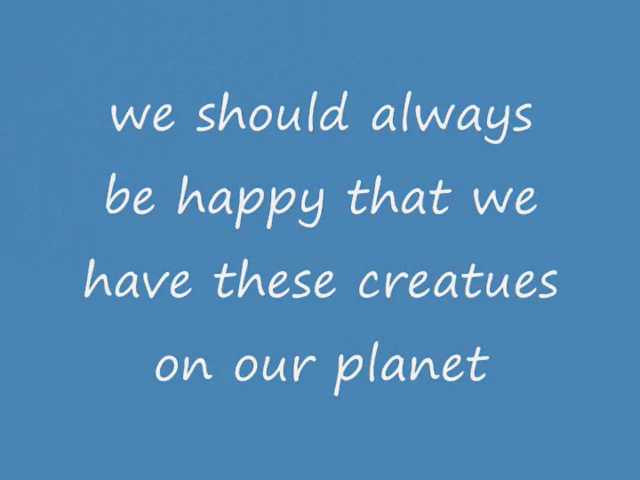 we should always
be happy that we
have these creatues
on our planet